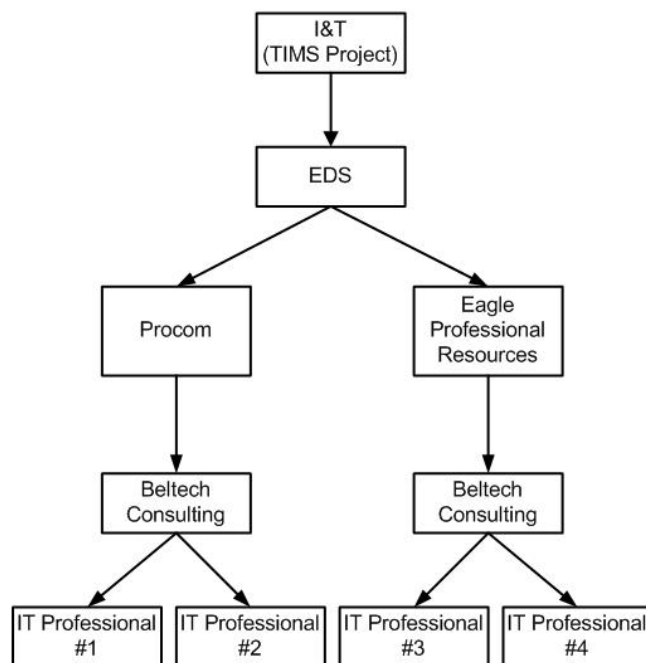 I&T
(TIMS Project)
EDS
Procom
Eagle
Professional
Resources
Beltech
Consulting
Beltech
Consulting
IT Professional
#1
IT Professional
#2
IT Professional
#3
IT Professional
#4